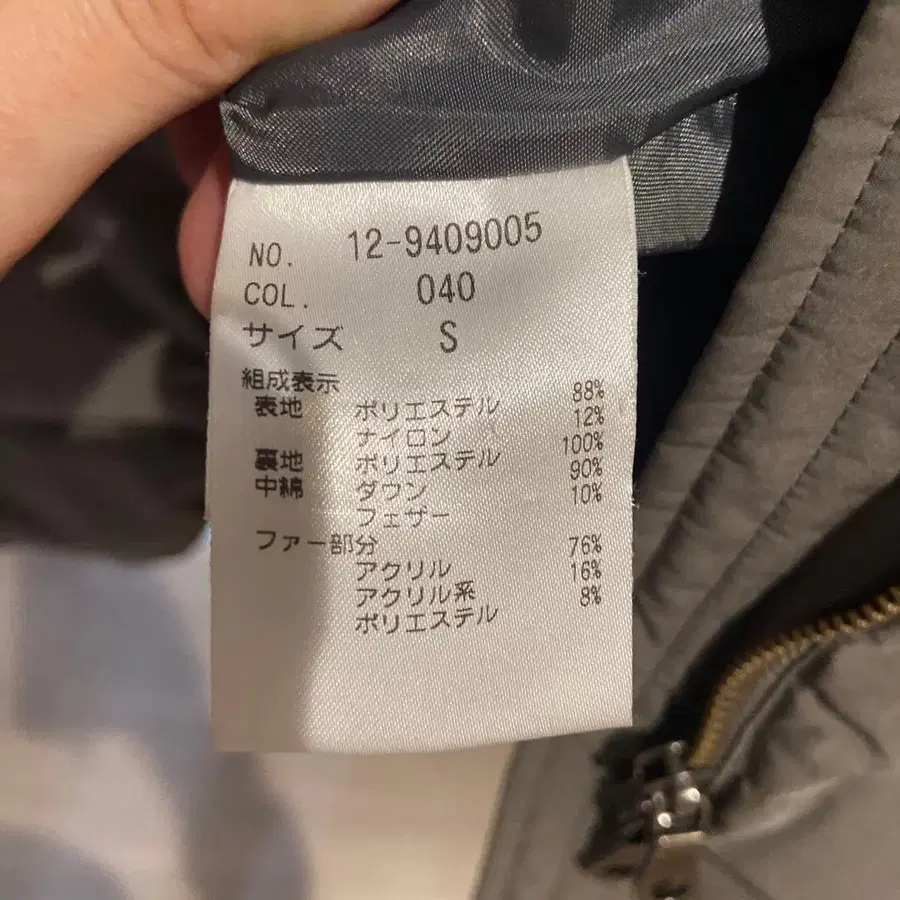 NO. 12-9409005
COL. 040
サイズ S
組成表示
表地 ポリエステル 88%
ナイロン 12%
裏地 ポリエステル 100%
中綿 ダウン 90%
フェザー 10%
ファー部分
アクリル 76%
アクリル系 16%
ポリエステル 8%